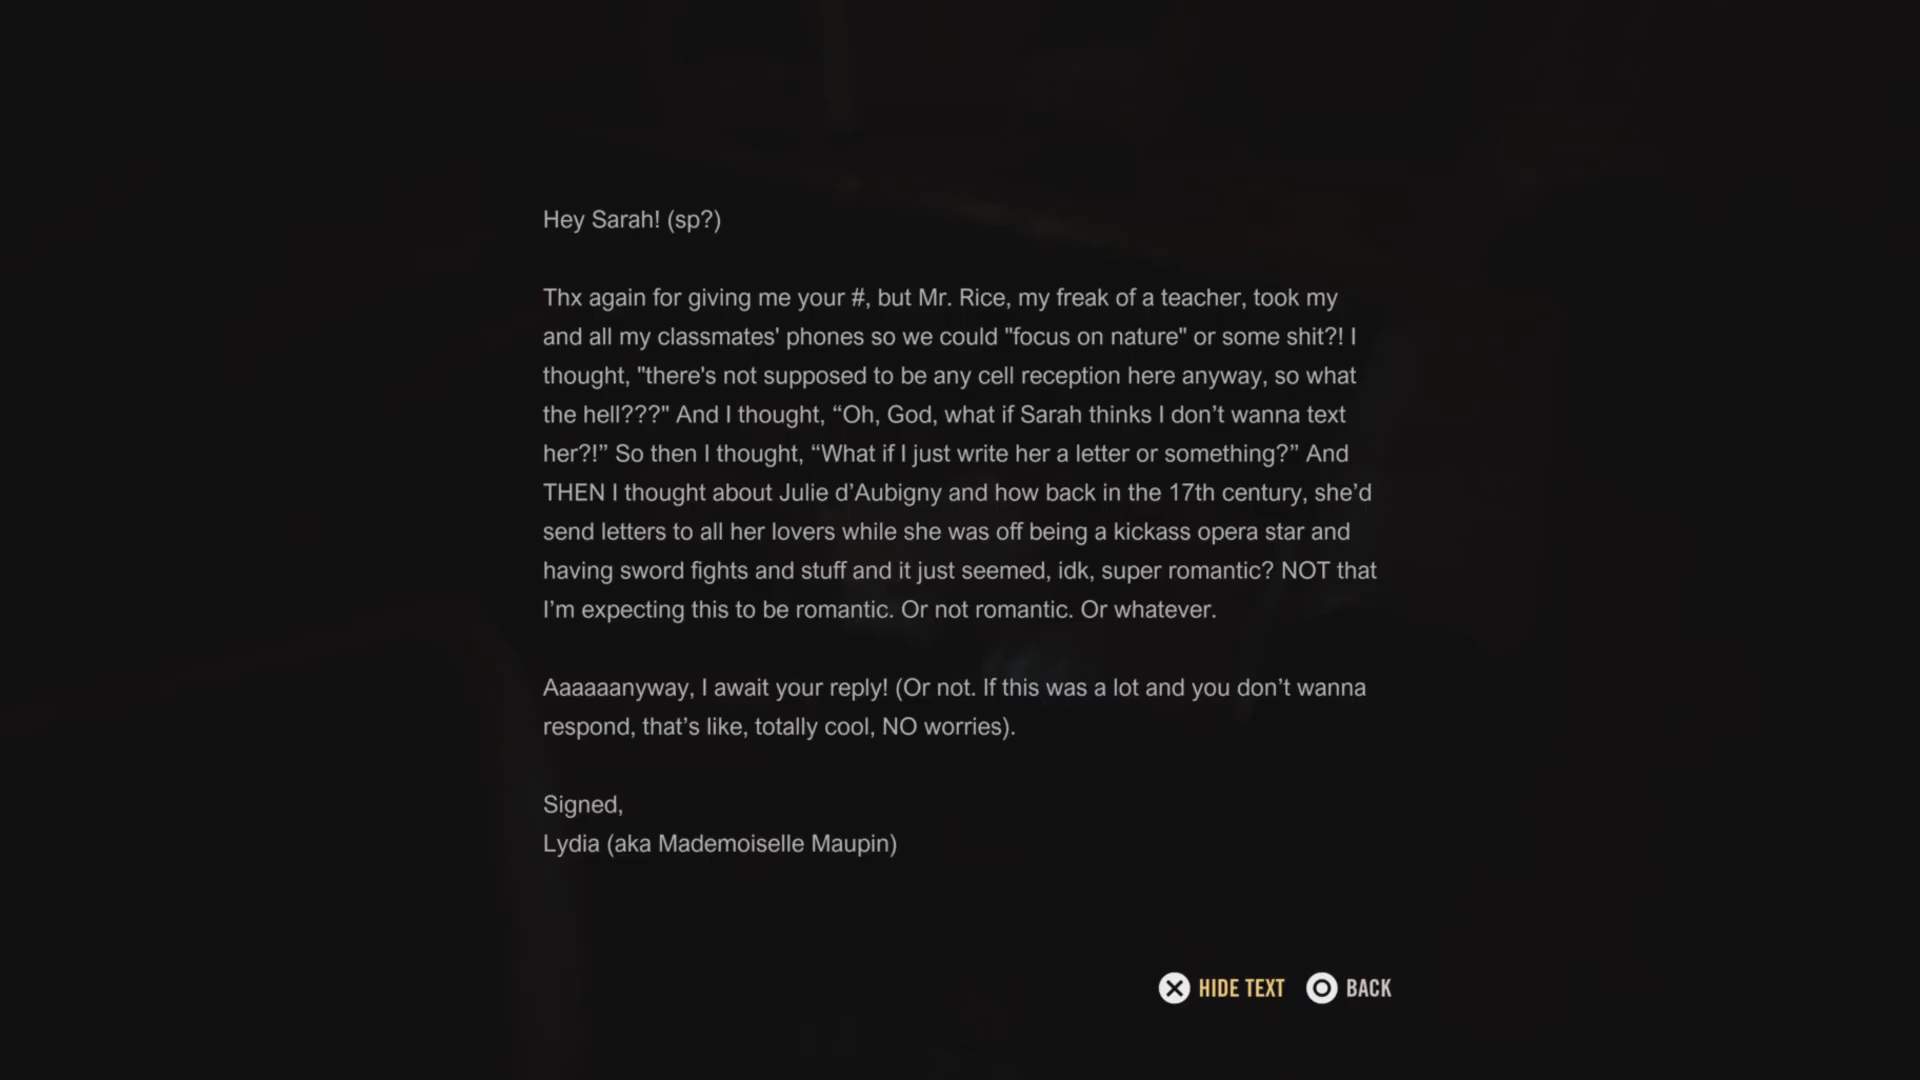 Hey Sarah! (sp?)
Thx again for giving me your #, but Mr. Rice, my freak of a teacher, took my
and all my classmates' phones so we could "focus on nature" or some shit?! I
thought, "there's not supposed to be any cell reception here anyway, so what
the hell???" And I thought, “Oh, God, what if Sarah thinks I don’t wanna text
her?!” So then I thought, “What if I just write her a letter or something?” And
THEN I thought about Julie d’Aubigny and how back in the 17th century, she’d
send letters to all her lovers while she was off being a kickass opera star and
having sword fights and stuff and it just seemed, idk, super romantic? NOT that
I’m expecting this to be romantic. Or not romantic. Or whatever.
Aaaaaanyway, I await your reply! (Or not. If this was a lot and you don’t wanna
respond, that’s like, totally cool, NO worries).
Signed,
Lydia (aka Mademoiselle Maupin)
HIDE TEXT BACK